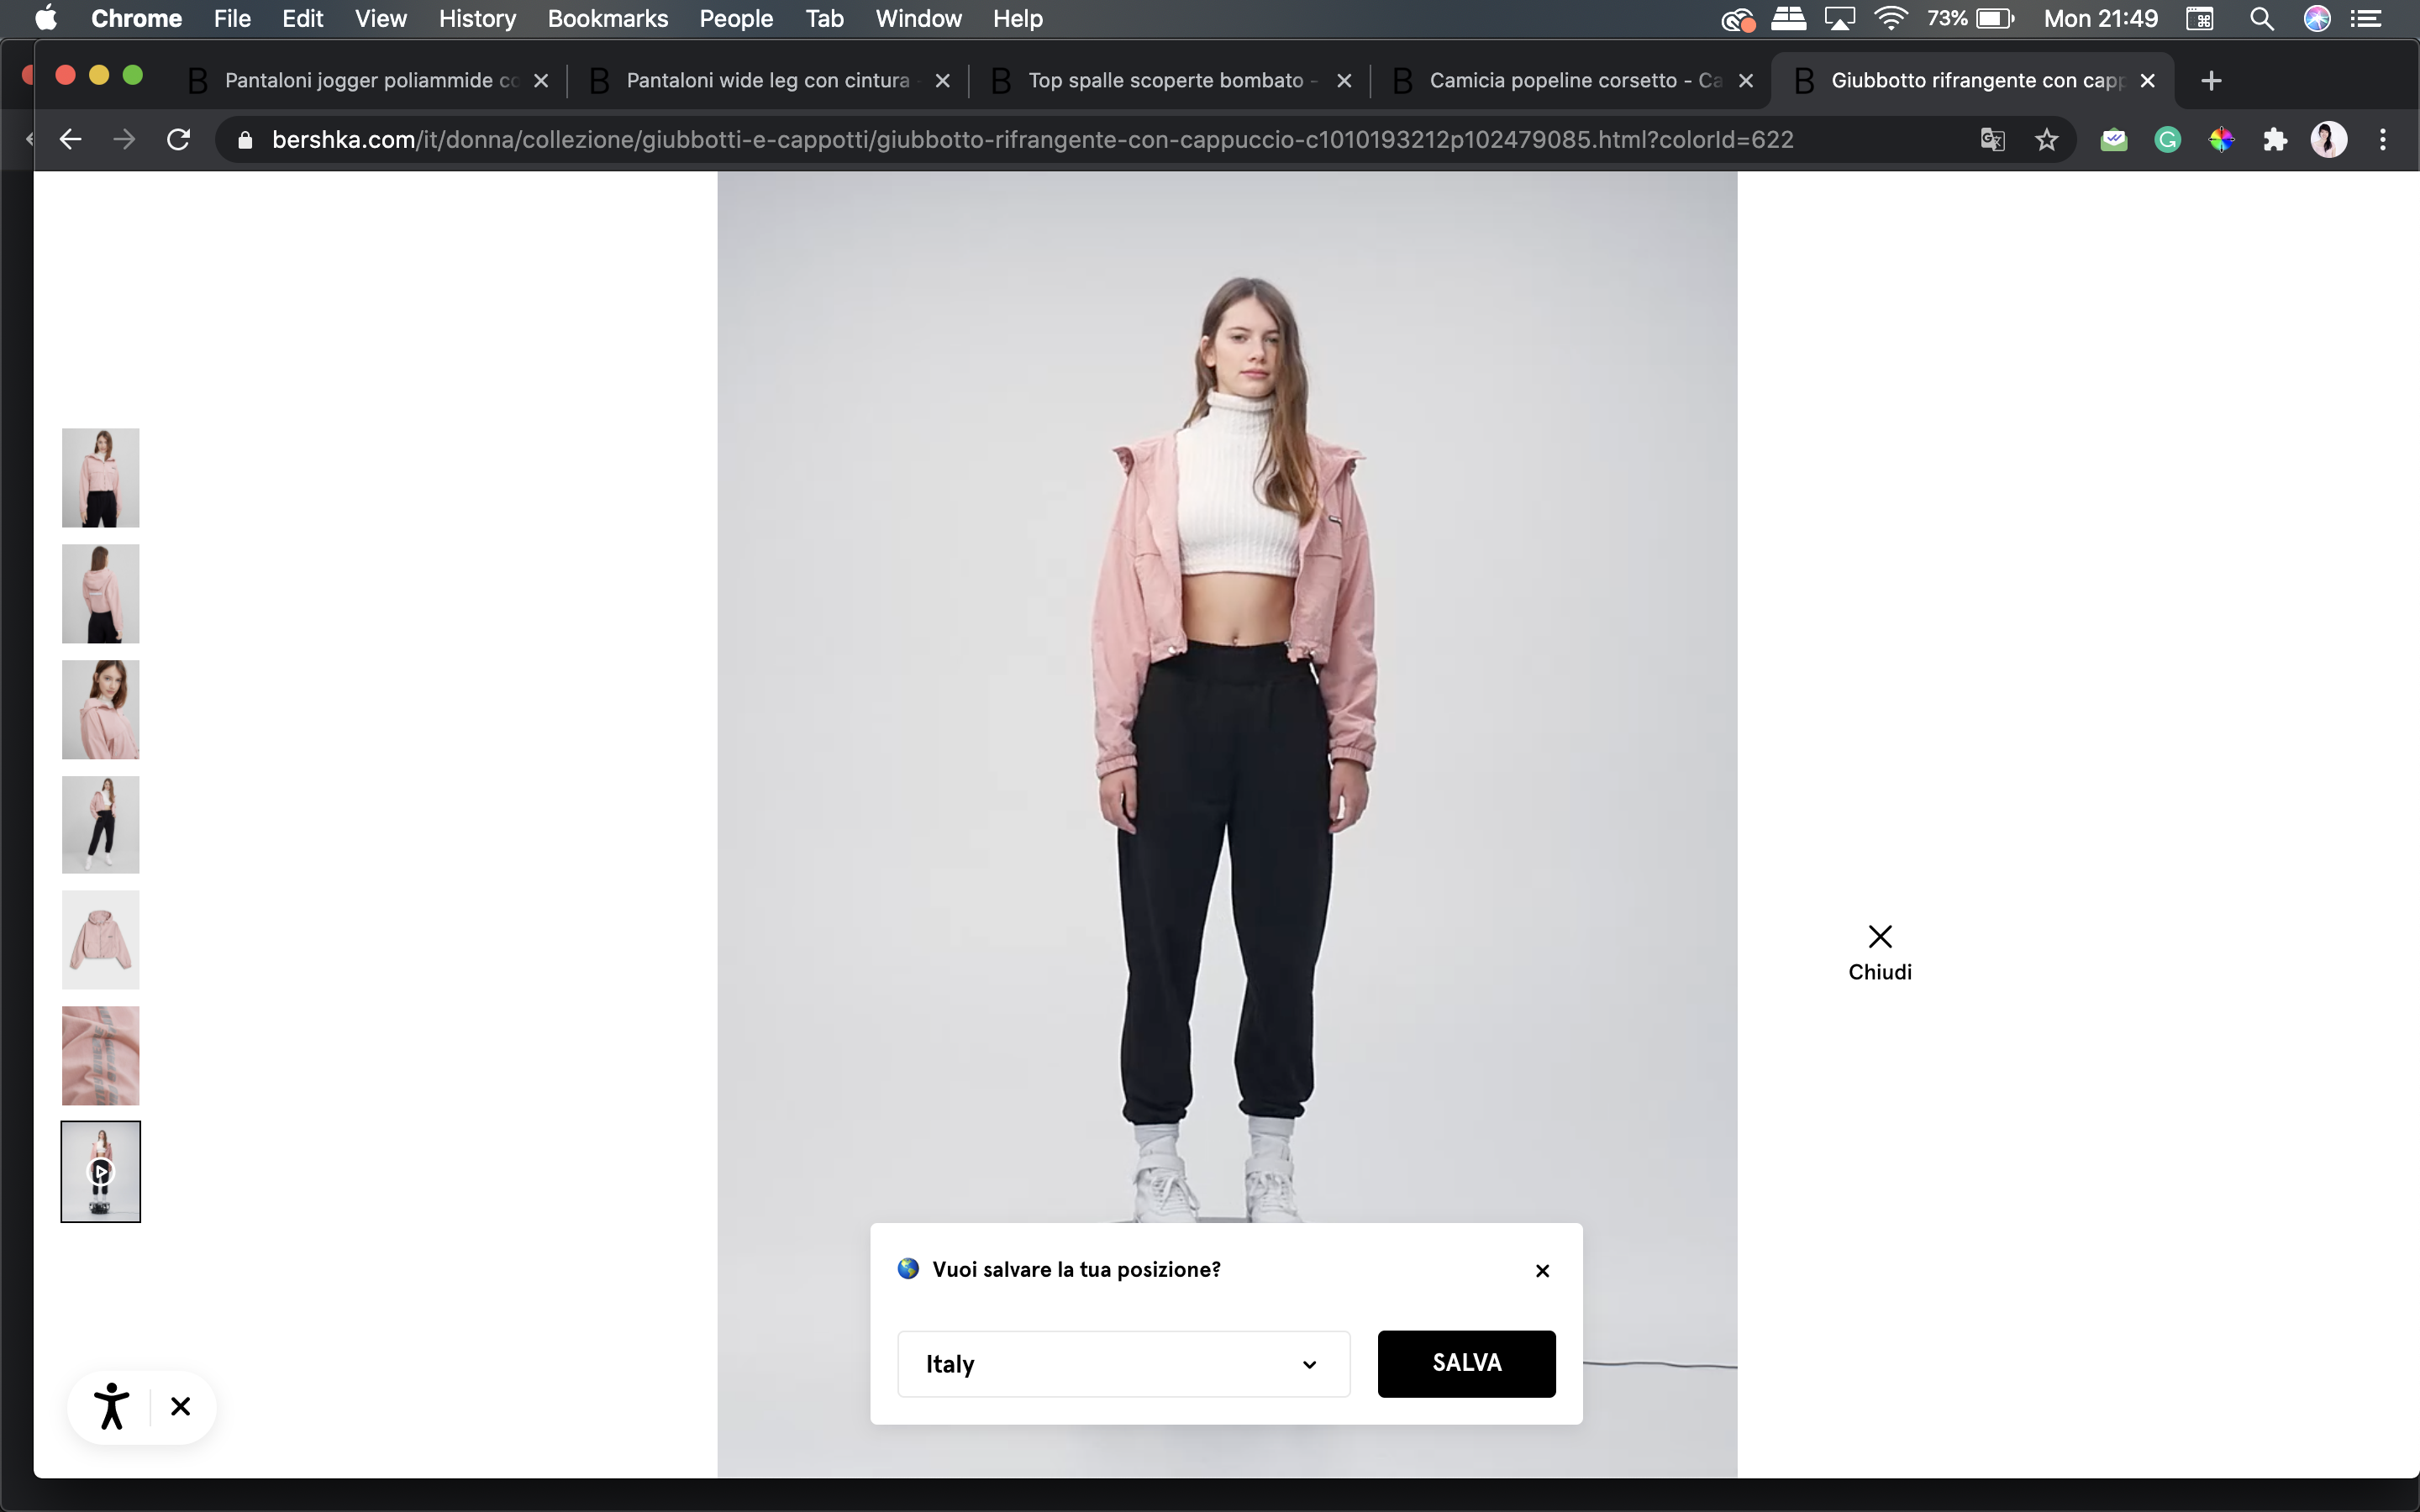 Chrome File Edit View History Bookmarks People Tab Window Help 73% Mon 21:49
Pantaloni jogger poliammide co
Pantaloni wide leg con cintura
Top spalle scoperte bombato -
Camicia popeline corsetto - Ca
Giubbotto rifrangente con capp
bershka.com/it/donna/collezione/giubbotti-e-cappotti/giubbotto-rifrangente-con-cappuccio-c1010193212p102479085.html?colorId=622
Chiudi
Vuoi salvare la tua posizione?
Italy
SALVA